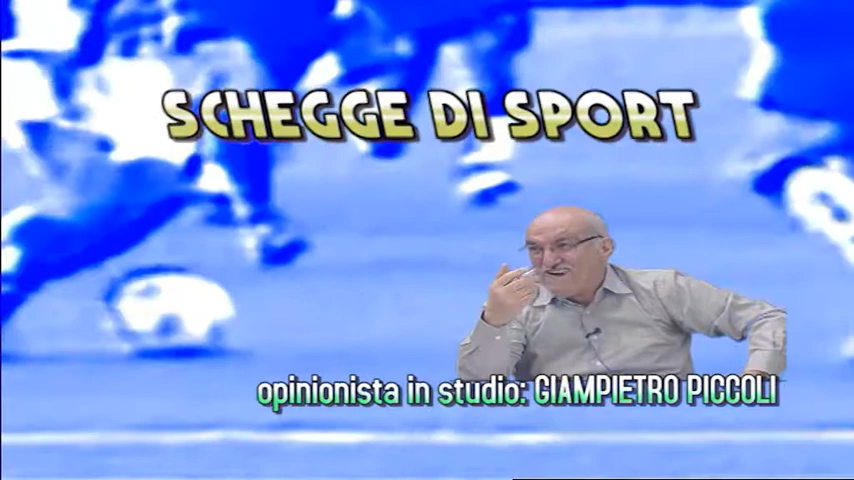 SCHEGGE DI SPORT
opinionista in studio: GIAMPIETRO PICCOLI